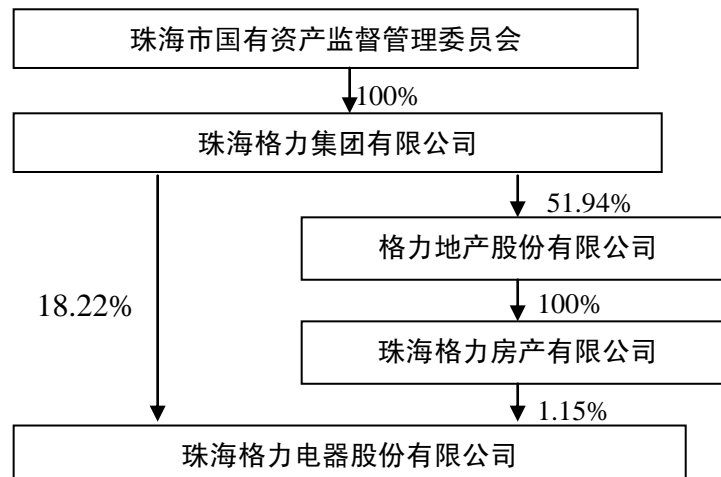 珠海市国有资产监督管理委员会
100%
珠海格力集团有限公司
51.94%
格力地产股份有限公司
18.22%
100%
珠海格力房产有限公司
1.15%
珠海格力电器股份有限公司